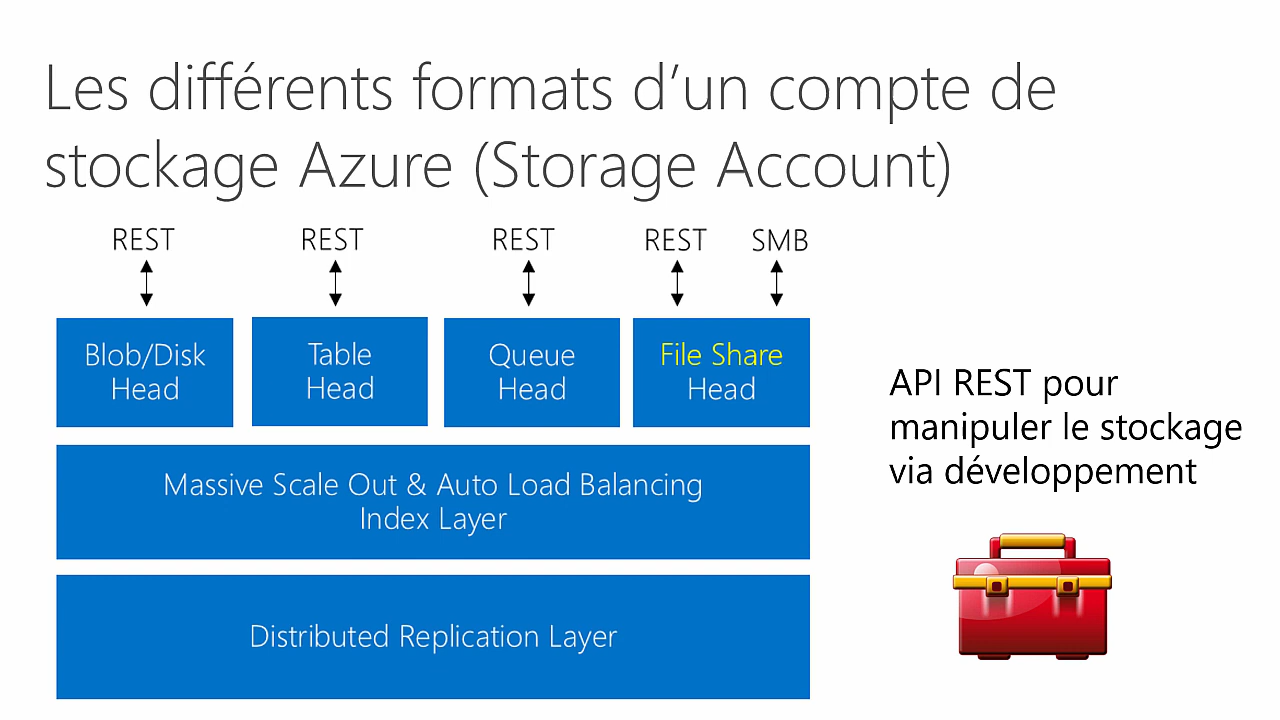 Les différents formats d’un compte de
stockage Azure (Storage Account)
REST
REST
REST
REST
SMB
Blob/Disk
Head
Table
Head
Queue
Head
File Share
Head
Massive Scale Out & Auto Load Balancing
Index Layer
Distributed Replication Layer
API REST pour
manipuler le stockage
via développement